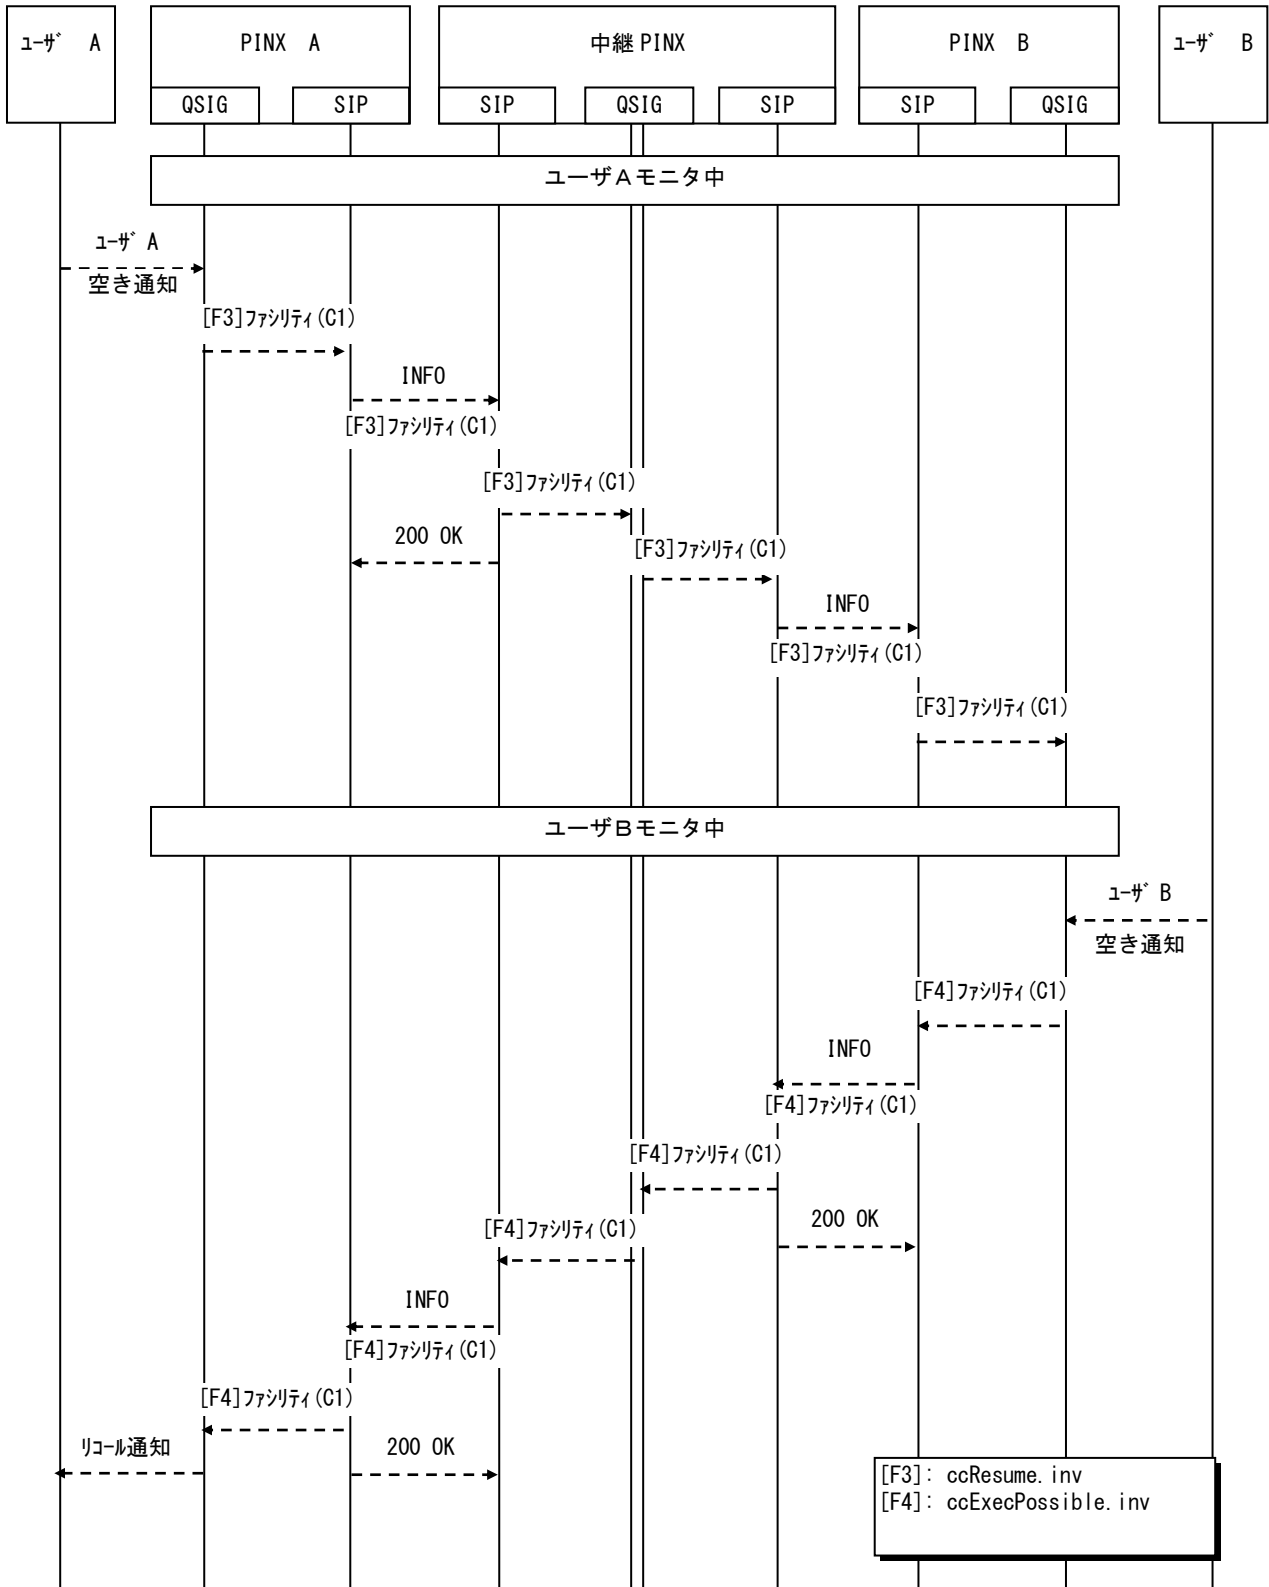 ﾕｰｻﾞ A
PINX A
中継PINX
PINX B
ﾕｰｻﾞ B
QSIG
SIP
SIP
QSIG
SIP
SIP
QSIG
ユーザAモニタ中
ﾕｰｻﾞ A
空き通知
[F3]ﾌｧｼﾘﾃｨ(C1)
INFO
[F3]ﾌｧｼﾘﾃｨ(C1)
[F3]ﾌｧｼﾘﾃｨ(C1)
200 OK
[F3]ﾌｧｼﾘﾃｨ(C1)
INFO
[F3]ﾌｧｼﾘﾃｨ(C1)
[F3]ﾌｧｼﾘﾃｨ(C1)
ユーザBモニタ中
ﾕｰｻﾞ B
空き通知
[F4]ﾌｧｼﾘﾃｨ(C1)
INFO
[F4]ﾌｧｼﾘﾃｨ(C1)
[F4]ﾌｧｼﾘﾃｨ(C1)
200 OK
[F4]ﾌｧｼﾘﾃｨ(C1)
INFO
[F4]ﾌｧｼﾘﾃｨ(C1)
[F4]ﾌｧｼﾘﾃｨ(C1)
ﾘｺｰﾙ通知
200 OK
[F3]: ccResume.inv
[F4]: ccExecPossible.inv